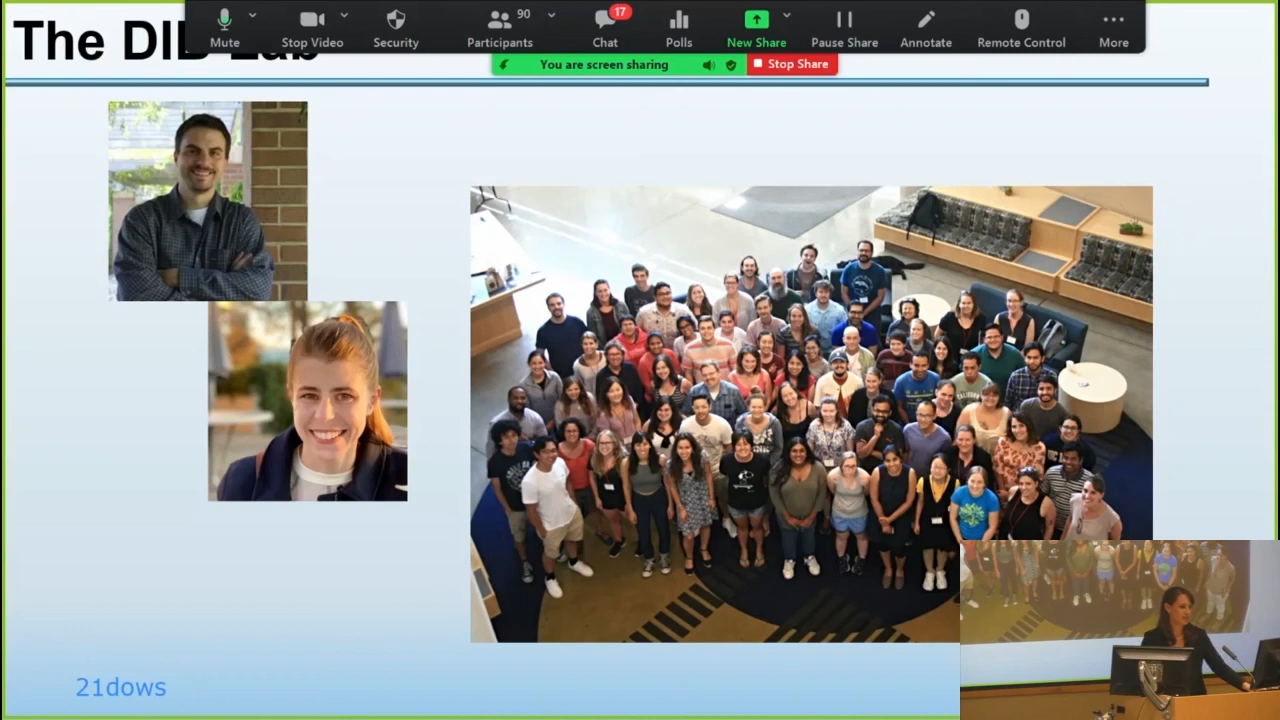 The DIB Lab
Mute
Stop Video
Security
Participants
90
Chat
17
Polls
New Share
Pause Share
Annotate
Remote Control
More
You are screen sharing
Stop Share
21dows